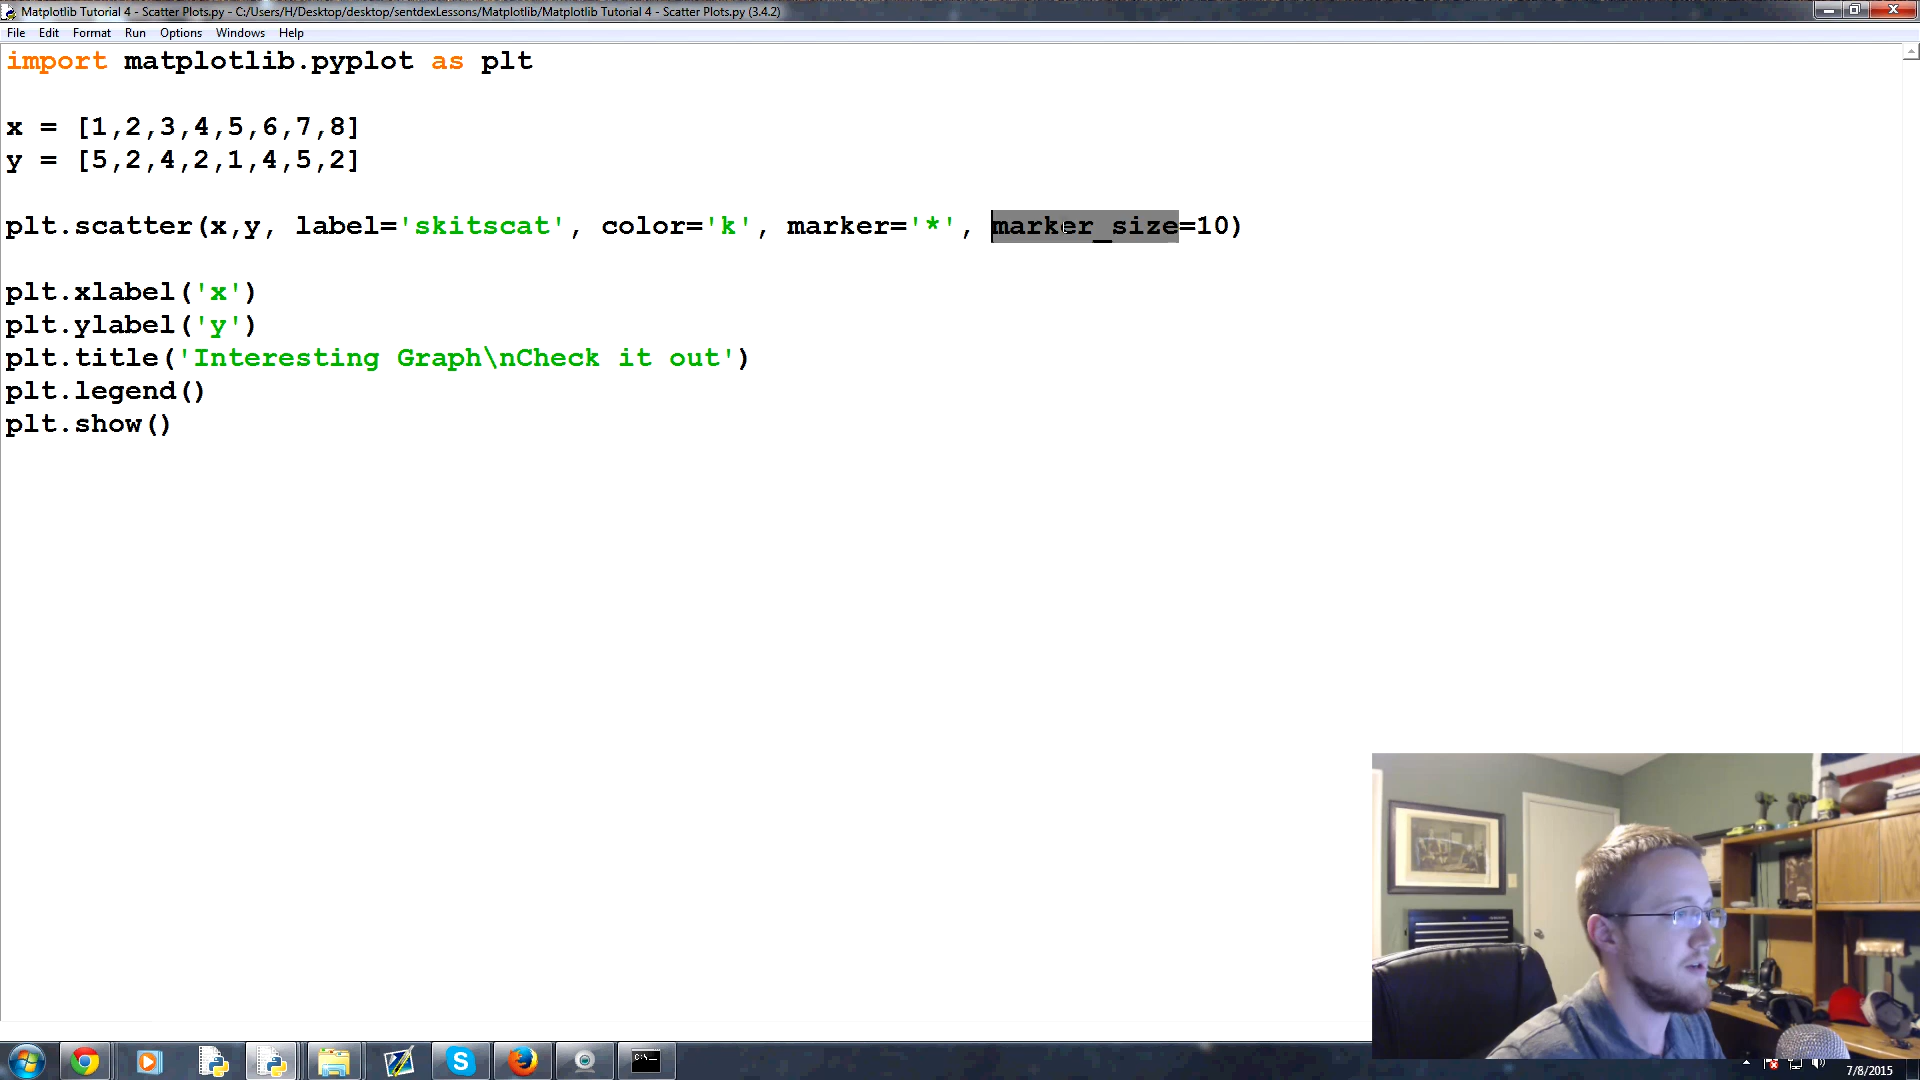 Matplotlib Tutorial 4 - Scatter Plots.py - C:/Users/H/Desktop/desktop/sentdexLessons/Matplotlib/Matplotlib Tutorial 4 - Scatter Plots.py (3.4.2)
File Edit Format Run Options Windows Help
import matplotlib.pyplot as plt
x = [1,2,3,4,5,6,7,8]
y = [5,2,4,2,1,4,5,2]
plt.scatter(x,y, label='skitscat', color='k', marker='*', marker_size=10)
plt.xlabel('x')
plt.ylabel('y')
plt.title('Interesting Graph\nCheck it out')
plt.legend()
plt.show()
C:\_
7/8/2015